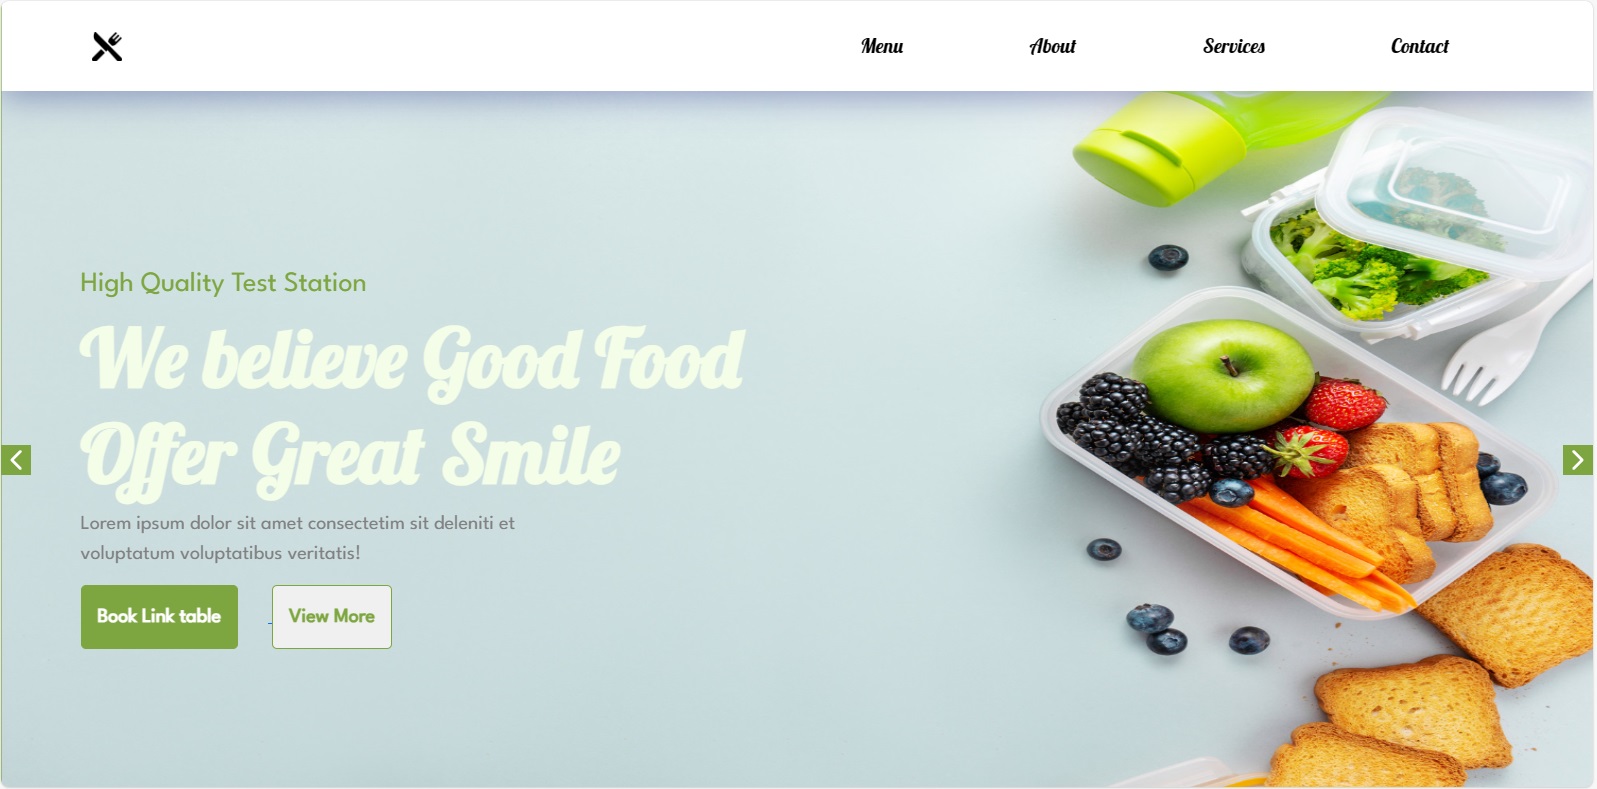 Menu About Services Contact
High Quality Test Station
We believe Good Food
Offer Great Smile
Lorem ipsum dolor sit amet consectetim sit deleniti et
voluptatum voluptatibus veritatis!
Book Link table View More